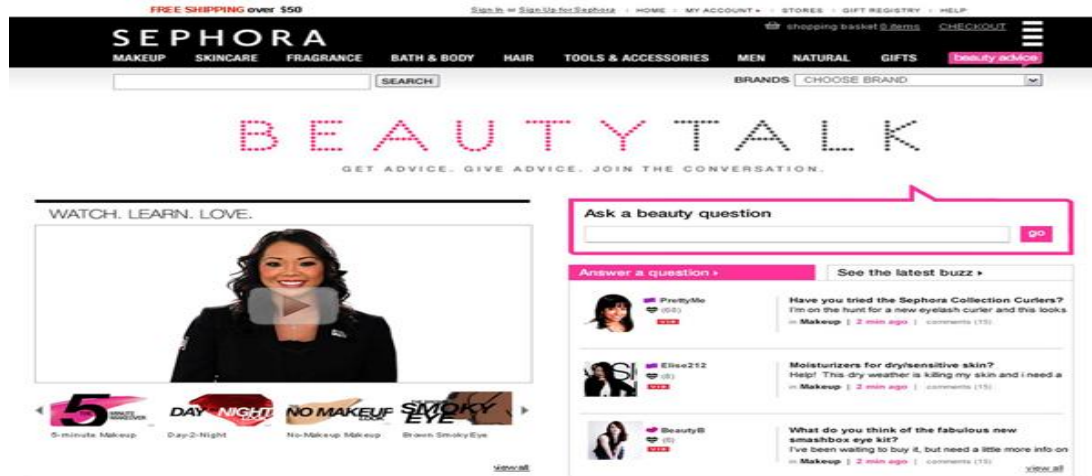 FREE SHIPPING over $50
Sign In or Sign Up for Sephora HOME MY ACCOUNT STORES GIFT REGISTRY HELP
shopping basket 0 items CHECKOUT
SEPHORA
MAKEUP SKINCARE FRAGRANCE BATH & BODY HAIR TOOLS & ACCESSORIES MEN NATURAL GIFTS beauty advice
SEARCH BRANDS CHOOSE BRAND
BEAUTYTALK
GET ADVICE. GIVE ADVICE. JOIN THE CONVERSATION.
WATCH. LEARN. LOVE.
5 MINUTE MAKEOVER
DAY NIGHT
NO MAKEUP
SMOKY EYE
5-minute Makeup
Day-2-Night
No-Makeup Makeup
Brown Smoky Eye
view all
Ask a beauty question
go
Answer a question
See the latest buzz
PrettyMe
(68)
VIB
Have you tried the Sephora Collection Curlers?
I'm on the hunt for a new eyelash curler and this looks
in Makeup | 2 min ago | comments (15)
Elise212
(8)
VIB
Moisturizers for dry/sensitive skin?
Help! This dry weather is killing my skin and i need a
in Makeup | 2 min ago | comments (15)
BeautyB
VIB
What do you think of the fabulous new
smashbox eye kit?
I've been waiting to buy it, but need a little more info on
in Makeup | 2 min ago | comments (15)
view all